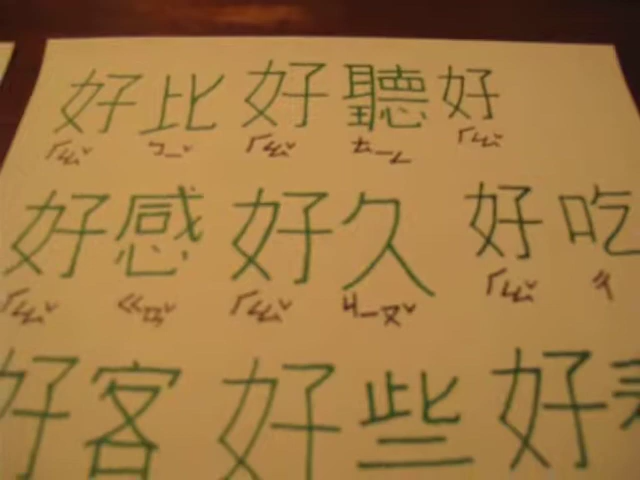 好比 好聽 好
ㄏㄠˇ ㄅㄧˇ ㄏㄠˇ ㄊㄧㄥ ㄏㄠˇ
好感 好久 好吃
ㄏㄠˇ ㄍㄢˇ ㄏㄠˇ ㄐㄧㄡˇ ㄏㄠˇ ㄔ
好客 好些 好